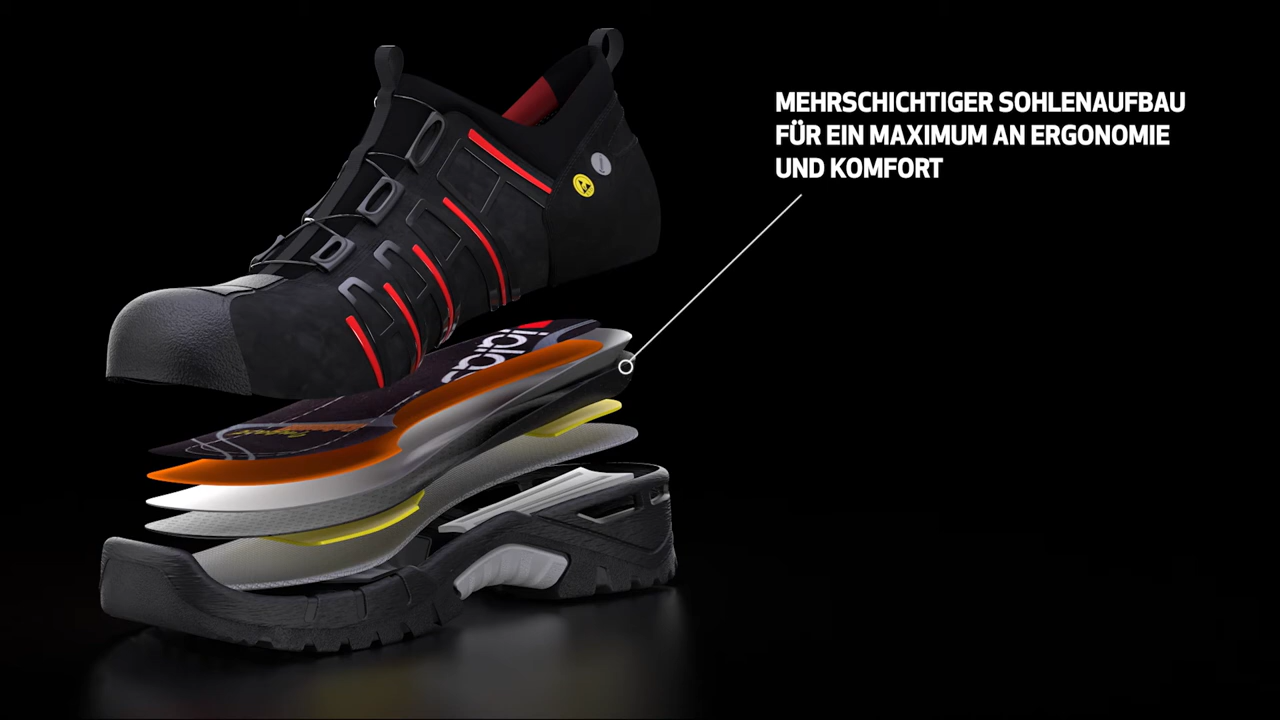 MEHRSCHICHTIGER SOHLENAUFBAU
FÜR EIN MAXIMUM AN ERGONOMIE
UND KOMFORT